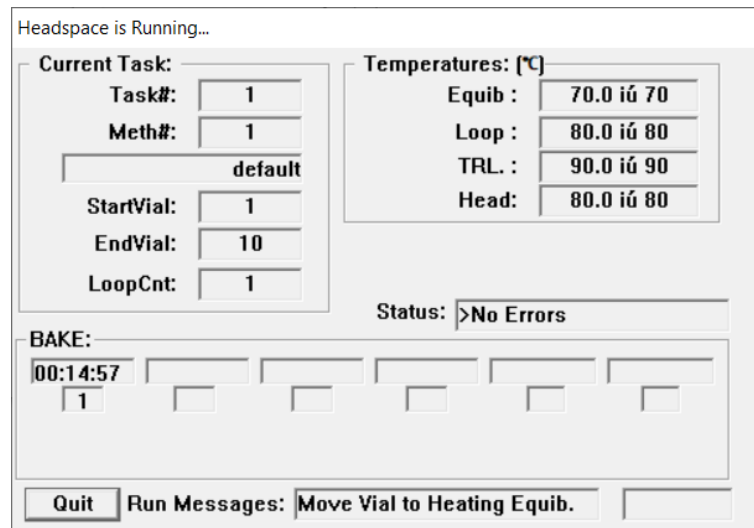 Headspace is Running...
Current Task:
Task#: 1
Meth#: 1
default
StartVial: 1
EndVial: 10
LoopCnt: 1
Temperatures: (℃)
Equib : 70.0 iú 70
Loop : 80.0 iú 80
TRL. : 90.0 iú 90
Head: 80.0 iú 80
Status: >No Errors
BAKE:
00:14:57
1
Quit Run Messages: Move Vial to Heating Equib.